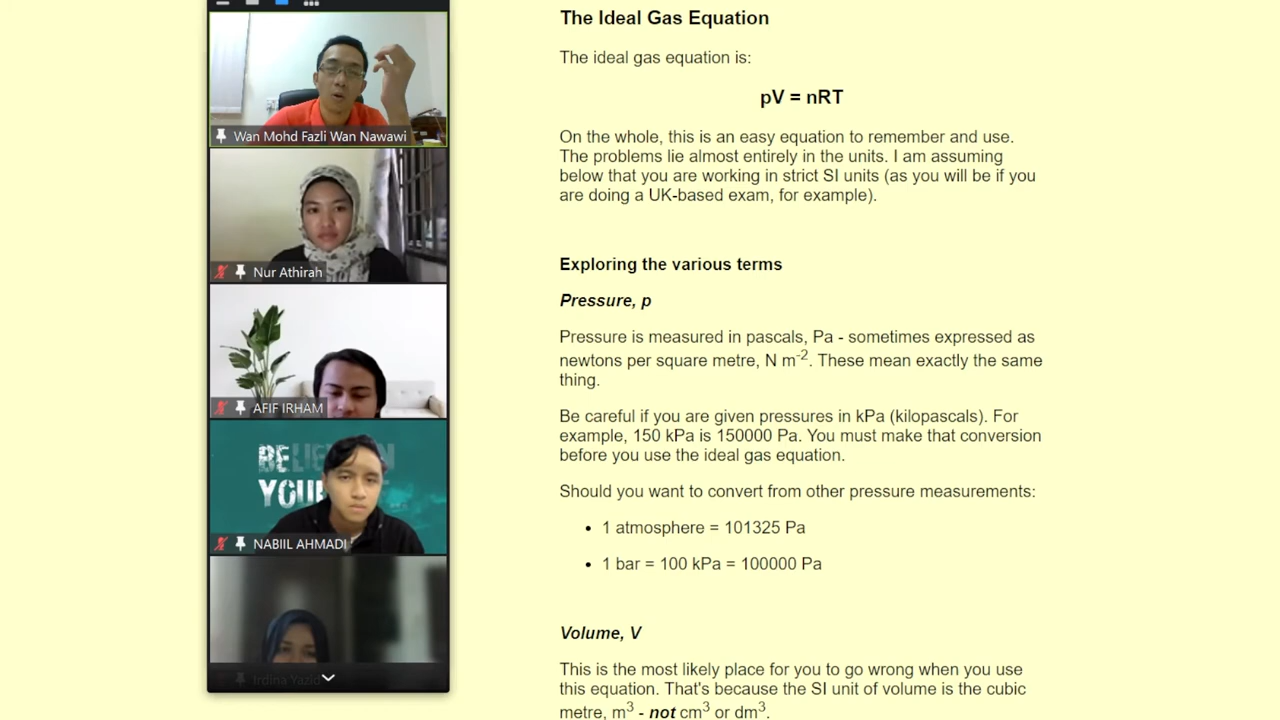 Wan Mohd Fazli Wan Nawawi
Nur Athirah
AFIF IRHAM
BELIEVE IN
YOUR
NABIIL AHMADI
Irdina Yazid
The Ideal Gas Equation
The ideal gas equation is:
pV = nRT
On the whole, this is an easy equation to remember and use.
The problems lie almost entirely in the units. I am assuming
below that you are working in strict SI units (as you will be if you
are doing a UK-based exam, for example).
Exploring the various terms
Pressure, p
Pressure is measured in pascals, Pa - sometimes expressed as
newtons per square metre, N m⁻². These mean exactly the same
thing.
Be careful if you are given pressures in kPa (kilopascals). For
example, 150 kPa is 150000 Pa. You must make that conversion
before you use the ideal gas equation.
Should you want to convert from other pressure measurements:
• 1 atmosphere = 101325 Pa
• 1 bar = 100 kPa = 100000 Pa
Volume, V
This is the most likely place for you to go wrong when you use
this equation. That's because the SI unit of volume is the cubic
metre, m³ - not cm³ or dm³.